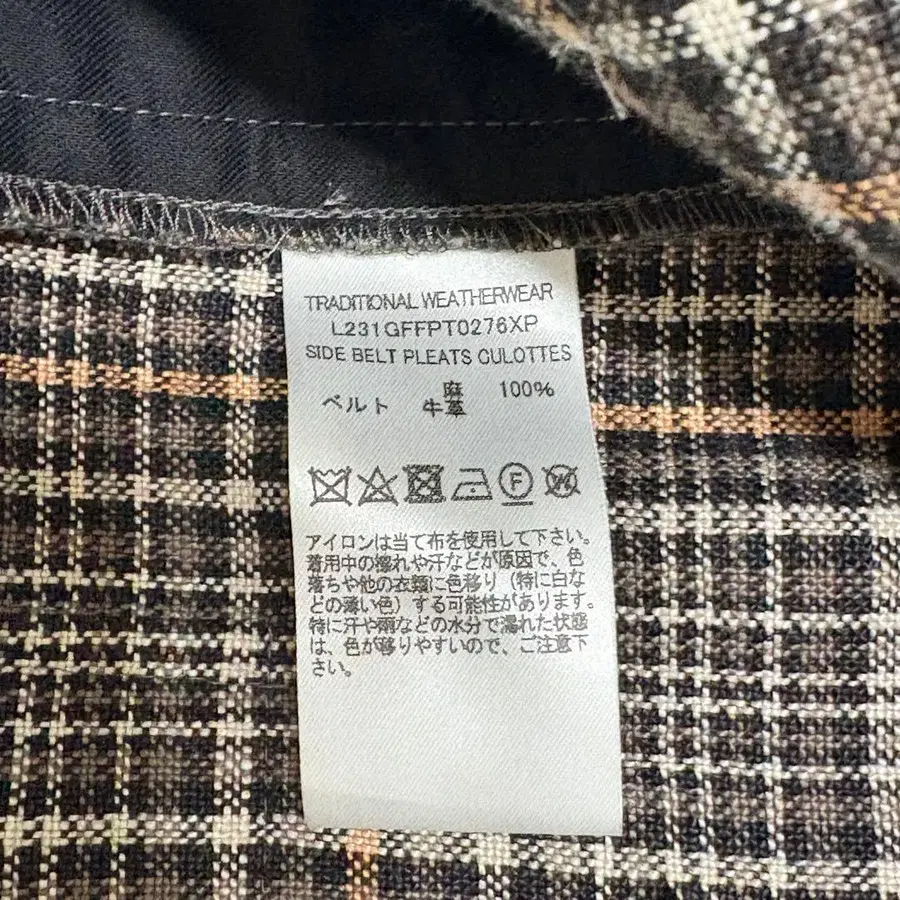 TRADITIONAL WEATHERWEAR
L231GFFPT0276XP
SIDE BELT PLEATS CULOTTES
麻 100%
ベルト 牛革
F
W
アイロンは当て布を使用して下さい。
着用中の擦れや汗などが原因で、色
落ちや他の衣類に色移り(特に白な
どの薄い色)する可能性があります。
特に汗や雨などの水分で濡れた状態
は、色が移りやすいので、ご注意下
さい。